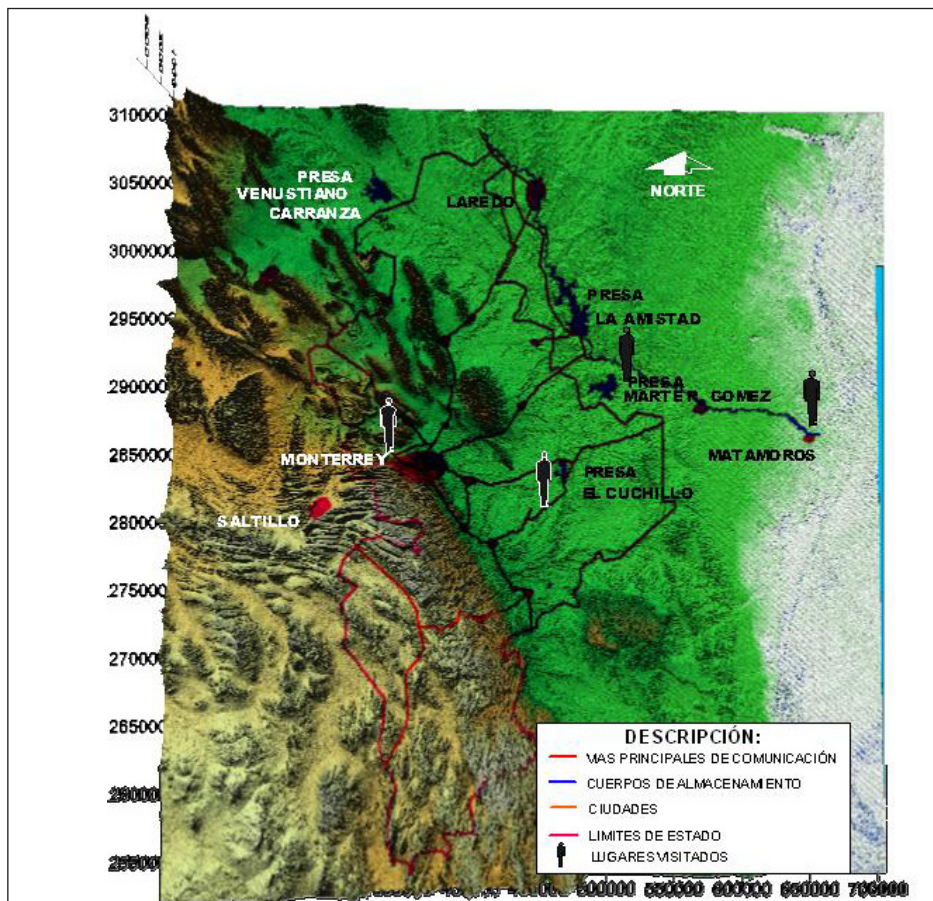 3100000
3050000
3000000
2950000
2900000
2850000
2800000
2750000
2700000
2650000
PRESA
VENUSTIANO
CARRANZA
LAREDO
NORTE
PRESA
LA AMISTAD
PRESA
MARTE R. GOMEZ
MATAMOROS
MONTERREY
PRESA
EL CUCHILLO
SALTILLO
DESCRIPCIÓN:
VIAS PRINCIPALES DE COMUNICACIÓN
CUERPOS DE ALMACENAMIENTO
CIUDADES
LIMITES DE ESTADO
LUGARES VISITADOS
500000 550000 600000 650000 700000